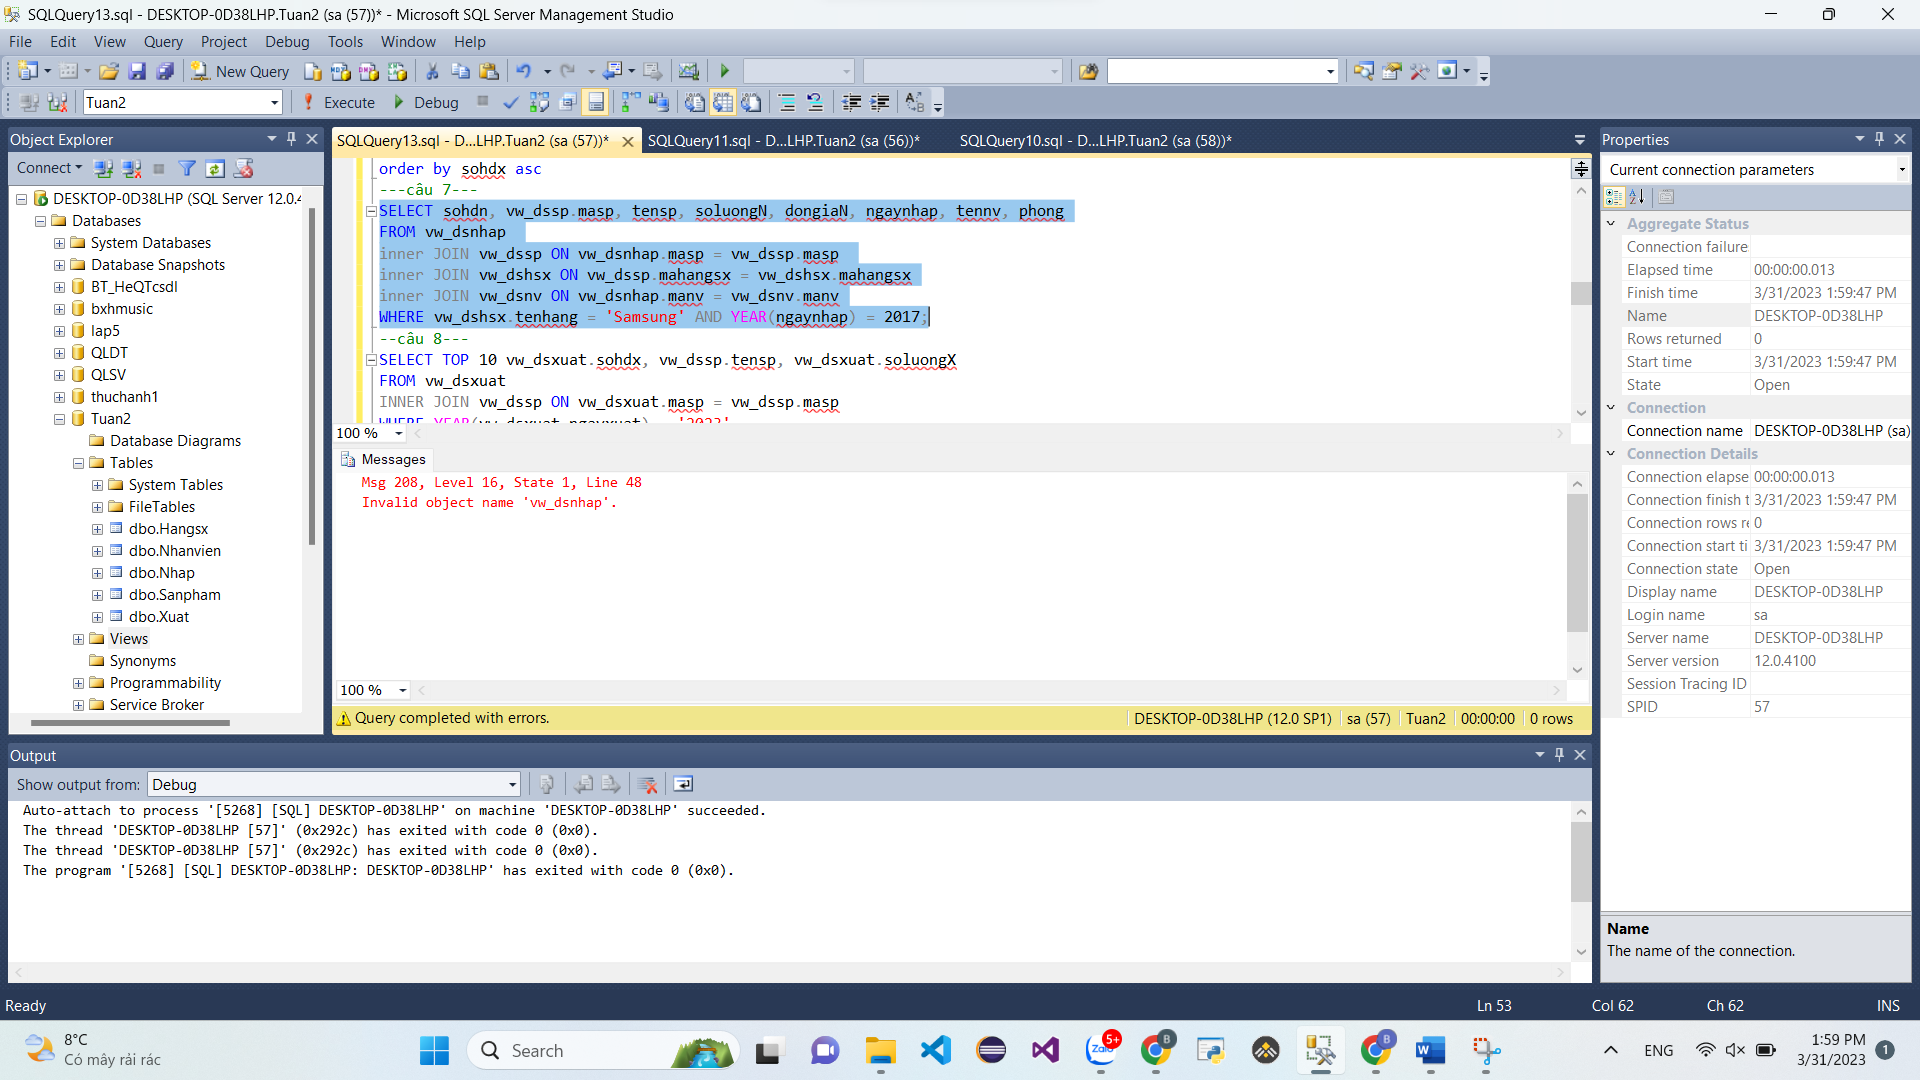 SQLQuery13.sql - DESKTOP-0D38LHP.Tuan2 (sa (57))* - Microsoft SQL Server Management Studio
File Edit View Query Project Debug Tools Window Help
New Query
Tuan2
Execute
Debug
Object Explorer
Connect
DESKTOP-0D38LHP (SQL Server 12.0.4
Databases
System Databases
Database Snapshots
BT_HeQTcsdl
bxhmusic
lap5
QLDT
QLSV
thuchanh1
Tuan2
Database Diagrams
Tables
System Tables
FileTables
dbo.Hangsx
dbo.Nhanvien
dbo.Nhap
dbo.Sanpham
dbo.Xuat
Views
Synonyms
Programmability
Service Broker
SQLQuery13.sql - D...LHP.Tuan2 (sa (57))*
SQLQuery11.sql - D...LHP.Tuan2 (sa (56))*
SQLQuery10.sql - D...LHP.Tuan2 (sa (58))*
order by sohdx asc
---câu 7---
SELECT sohdn, vw_dssp.masp, tensp, soluongN, dongiaN, ngaynhap, tennv, phong
FROM vw_dsnhap
inner JOIN vw_dssp ON vw_dsnhap.masp = vw_dssp.masp
inner JOIN vw_dshsx ON vw_dssp.mahangsx = vw_dshsx.mahangsx
inner JOIN vw_dsnv ON vw_dsnhap.manv = vw_dsnv.manv
WHERE vw_dshsx.tenhang = 'Samsung' AND YEAR(ngaynhap) = 2017;
--câu 8---
SELECT TOP 10 vw_dsxuat.sohdx, vw_dssp.tensp, vw_dsxuat.soluongX
FROM vw_dsxuat
INNER JOIN vw_dssp ON vw_dsxuat.masp = vw_dssp.masp
WHERE YEAR(vw_dsxuat.ngayxuat) = '2023'
100 %
Messages
Msg 208, Level 16, State 1, Line 48
Invalid object name 'vw_dsnhap'.
100 %
Query completed with errors.
DESKTOP-0D38LHP (12.0 SP1)
sa (57)
Tuan2
00:00:00
0 rows
Properties
Current connection parameters
Aggregate Status
Connection failure
Elapsed time 00:00:00.013
Finish time 3/31/2023 1:59:47 PM
Name DESKTOP-0D38LHP
Rows returned 0
Start time 3/31/2023 1:59:47 PM
State Open
Connection
Connection name DESKTOP-0D38LHP (sa)
Connection Details
Connection elapse 00:00:00.013
Connection finish t 3/31/2023 1:59:47 PM
Connection rows re 0
Connection start ti 3/31/2023 1:59:47 PM
Connection state Open
Display name DESKTOP-0D38LHP
Login name sa
Server name DESKTOP-0D38LHP
Server version 12.0.4100
Session Tracing ID
SPID 57
Name
The name of the connection.
Output
Show output from: Debug
Auto-attach to process '[5268] [SQL] DESKTOP-0D38LHP' on machine 'DESKTOP-0D38LHP' succeeded.
The thread 'DESKTOP-0D38LHP [57]' (0x292c) has exited with code 0 (0x0).
The thread 'DESKTOP-0D38LHP [57]' (0x292c) has exited with code 0 (0x0).
The program '[5268] [SQL] DESKTOP-0D38LHP: DESKTOP-0D38LHP' has exited with code 0 (0x0).
Ready
Ln 53
Col 62
Ch 62
INS
8°C
Có mây rải rác
Search
Zalo
5+
B
B
ENG
1:59 PM
3/31/2023
1